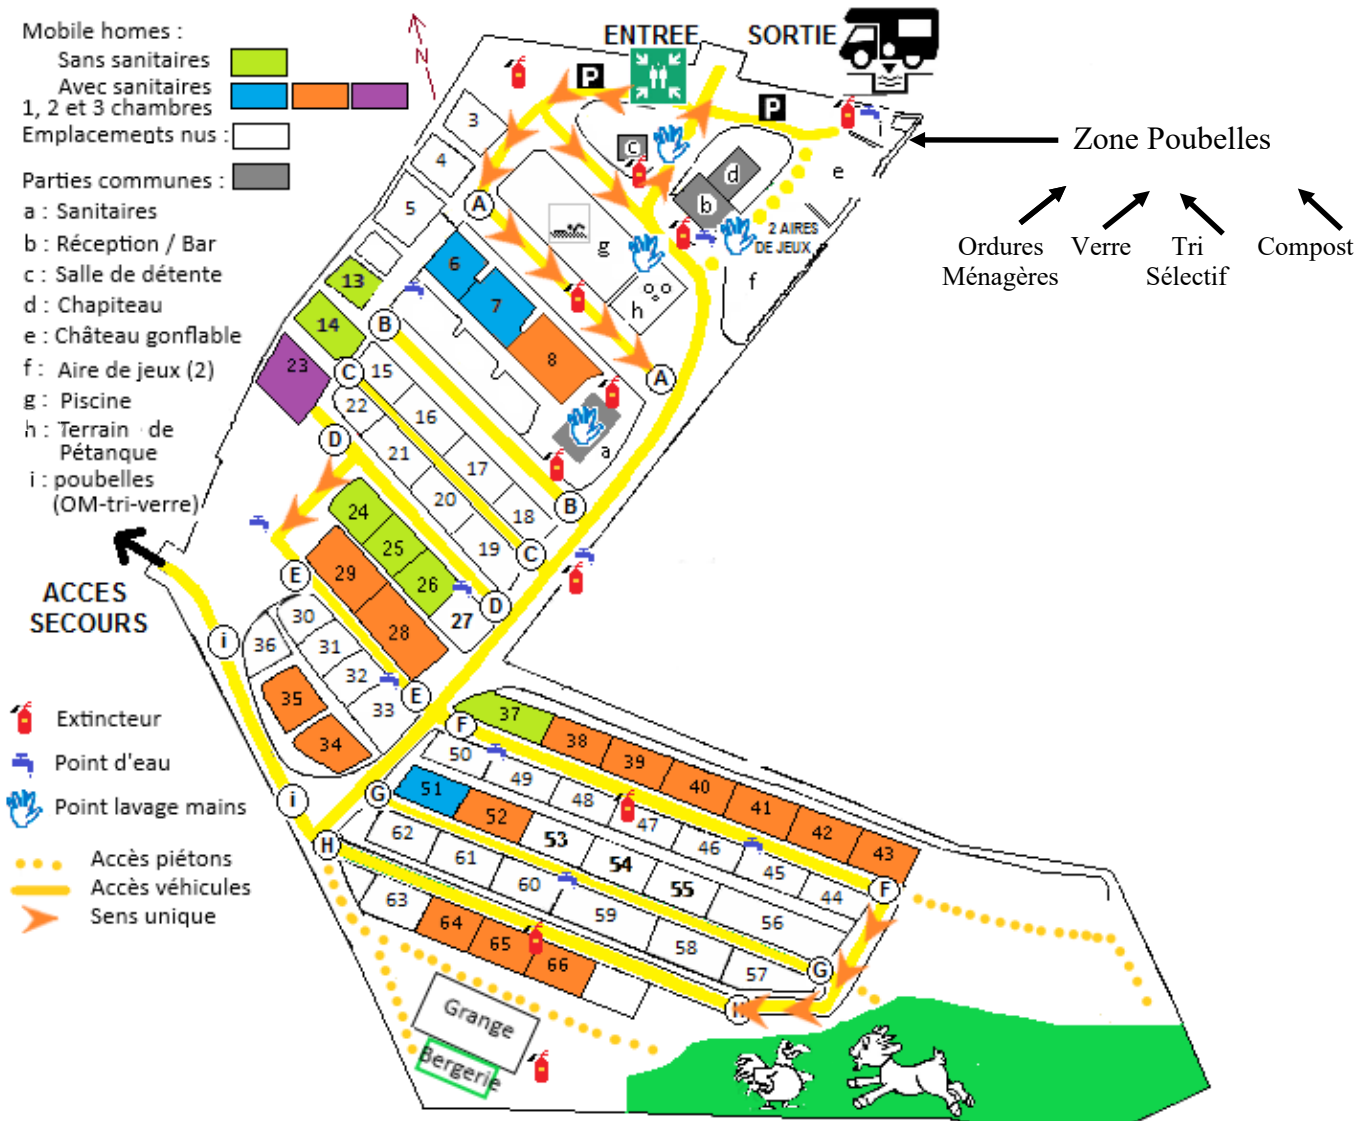 Mobile homes :
Sans sanitaires
Avec sanitaires
1, 2 et 3 chambres
Emplacements nus :
Parties communes :
a : Sanitaires
b : Réception / Bar
c : Salle de détente
d : Chapiteau
e : Château gonflable
f : Aire de jeux (2)
g : Piscine
h : Terrain de
Pétanque
i : poubelles
(OM-tri-verre)
ACCES
SECOURS
Extincteur
Point d'eau
Point lavage mains
Accès piétons
Accès véhicules
Sens unique
N
ENTREE
SORTIE
P
P
Zone Poubelles
Ordures
Ménagères
Verre
Tri
Sélectif
Compost
i
e
c
d
b
2 AIRES
DE JEUX
f
g
h
a
3
4
5
A
A
6
7
8
13
14
23
B
B
C
C
15
16
17
18
22
21
20
19
D
D
24
25
26
27
E
E
29
28
30
31
32
33
36
35
34
i
i
F
F
37
38
39
40
41
42
43
50
49
48
47
46
45
44
G
G
51
52
53
54
55
56
62
61
60
59
58
57
H
H
63
64
65
66
Grange
Bergerie